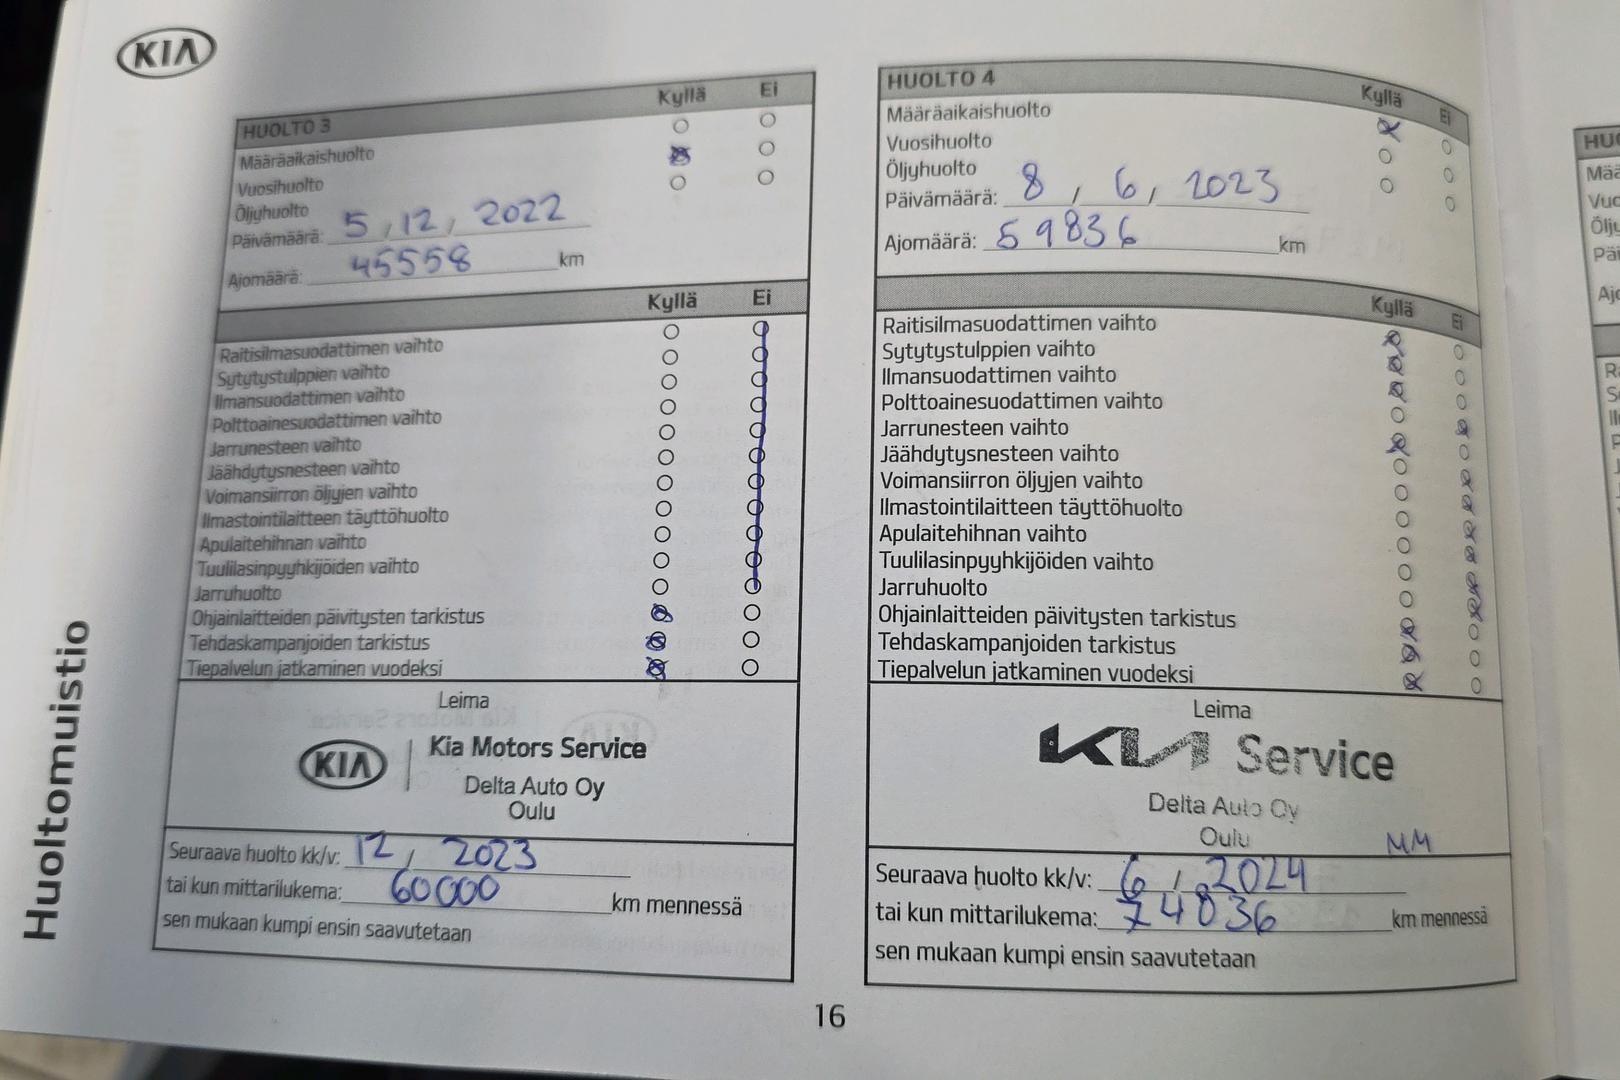 KIA
HUOLTO 3 Kyllä Ei
Määräaikaishuolto
Vuosihuolto
Öljyhuolto
Päivämäärä: 5, 12, 2022
Ajomäärä: 45558 km
Kyllä Ei
Raitisilmasuodattimen vaihto
Sytytystulppien vaihto
Ilmansuodattimen vaihto
Polttoainesuodattimen vaihto
Jarrunesteen vaihto
Jäähdytysnesteen vaihto
Voimansiirron öljyjen vaihto
Ilmastointilaitteen täyttöhuolto
Apulaitehihnan vaihto
Tuulilasinpyyhkijöiden vaihto
Jarruhuolto
Ohjainlaitteiden päivitysten tarkistus
Tehdaskampanjoiden tarkistus
Tiepalvelun jatkaminen vuodeksi
Leima
KIA Kia Motors Service
Delta Auto Oy
Oulu
Seuraava huolto kk/v: 12, 2023
tai kun mittarilukema: 60000 km mennessä
sen mukaan kumpi ensin saavutetaan
HUOLTO 4 Kyllä Ei
Määräaikaishuolto
Vuosihuolto
Öljyhuolto
Päivämäärä: 8, 6, 2023
Ajomäärä: 59836 km
Kyllä Ei
Raitisilmasuodattimen vaihto
Sytytystulppien vaihto
Ilmansuodattimen vaihto
Polttoainesuodattimen vaihto
Jarrunesteen vaihto
Jäähdytysnesteen vaihto
Voimansiirron öljyjen vaihto
Ilmastointilaitteen täyttöhuolto
Apulaitehihnan vaihto
Tuulilasinpyyhkijöiden vaihto
Jarruhuolto
Ohjainlaitteiden päivitysten tarkistus
Tehdaskampanjoiden tarkistus
Tiepalvelun jatkaminen vuodeksi
Leima
KIA Service
Delta Auto Oy
Oulu MM
Seuraava huolto kk/v: 6, 2024
tai kun mittarilukema: 74836 km mennessä
sen mukaan kumpi ensin saavutetaan
Huoltomuistio
16